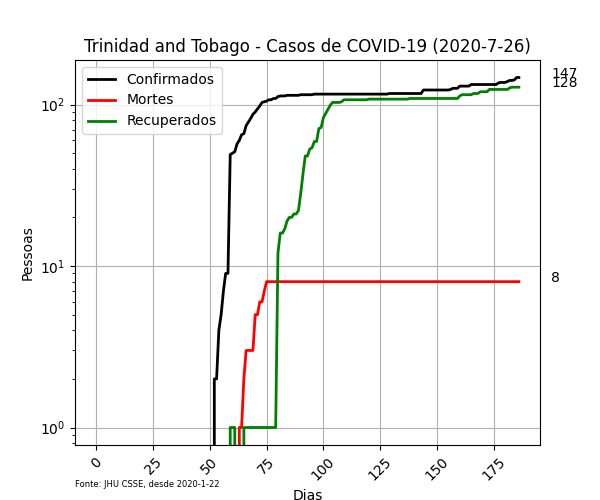 Trinidad and Tobago - Casos de COVID-19 (2020-7-26)
Confirmados
Mortes
Recuperados
147
128
8
10²
10¹
10⁰
Pessoas
0 25 50 75 100 125 150 175
Fonte: JHU CSSE, desde 2020-1-22
Dias